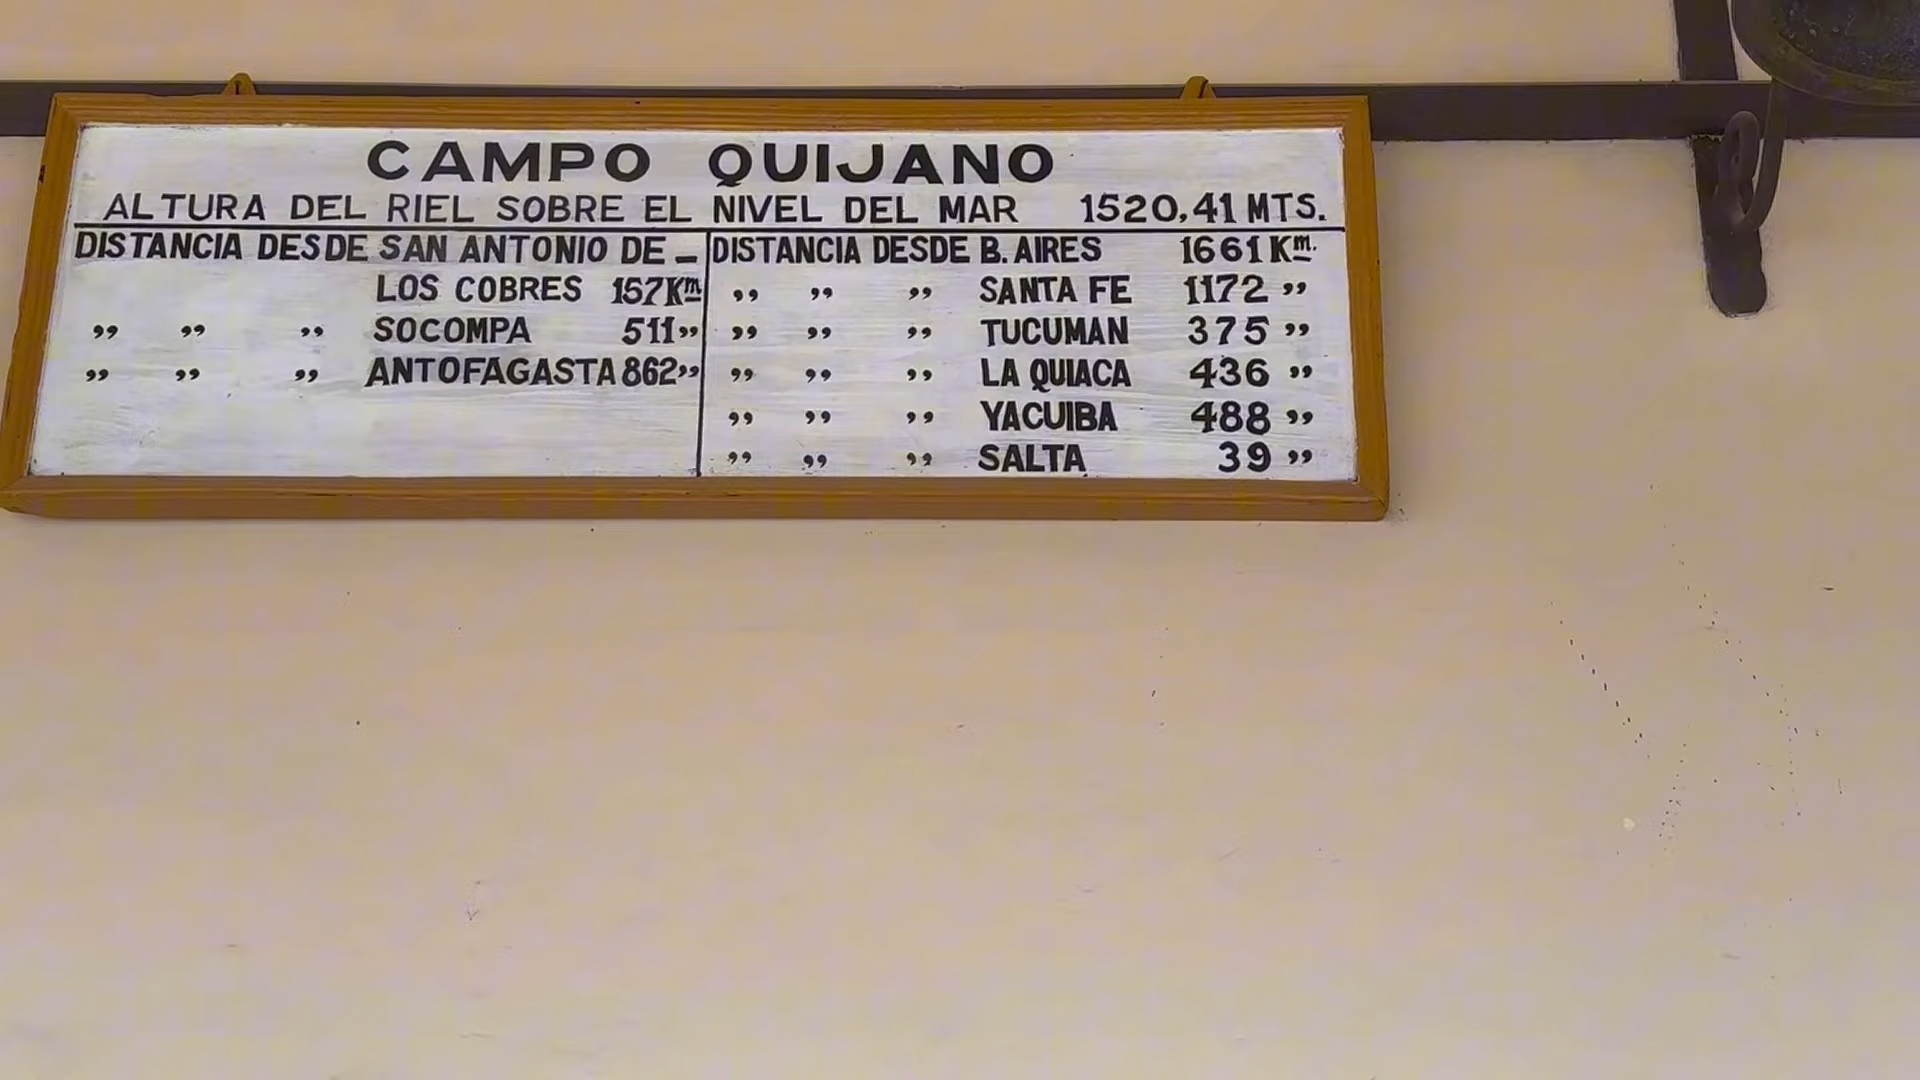 CAMPO QUIJANO
ALTURA DEL RIEL SOBRE EL NIVEL DEL MAR 1520,41 MTS.
DISTANCIA DESDE SAN ANTONIO DE –
LOS COBRES 157 Km
,, ,, ,, SOCOMPA 511 ,,
,, ,, ,, ANTOFAGASTA 862 ,,
DISTANCIA DESDE B. AIRES 1661 Km.
,, ,, ,, SANTA FE 1172 ,,
,, ,, ,, TUCUMAN 375 ,,
,, ,, ,, LA QUIACA 436 ,,
,, ,, ,, YACUIBA 488 ,,
,, ,, ,, SALTA 39 ,,